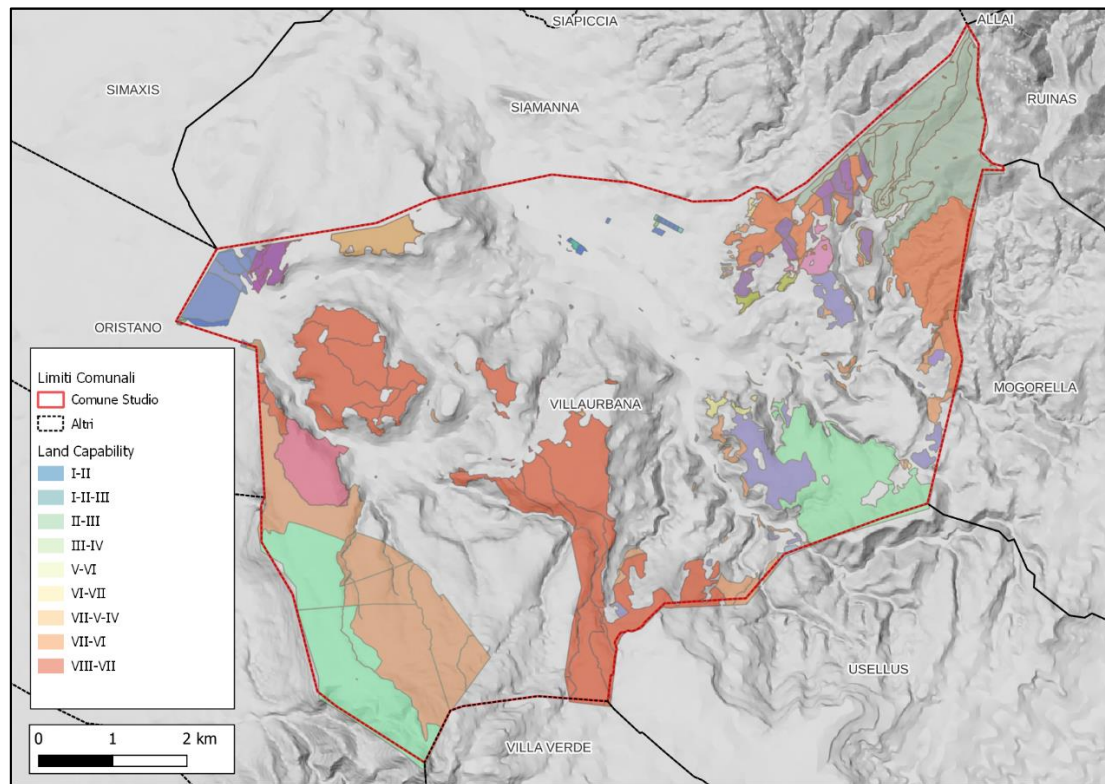 SIAPICCIA
ALLAI
SIMAXIS
RUINAS
SIAMANNA
ORISTANO
MOGORELLA
VILLAURBANA
Limiti Comunali
Comune Studio
Altri
Land Capability
I-II
I-II-III
II-III
III-IV
V-VI
VI-VII
VII-V-IV
VII-VI
VIII-VII
USELLUS
VILLA VERDE
0 1 2 km